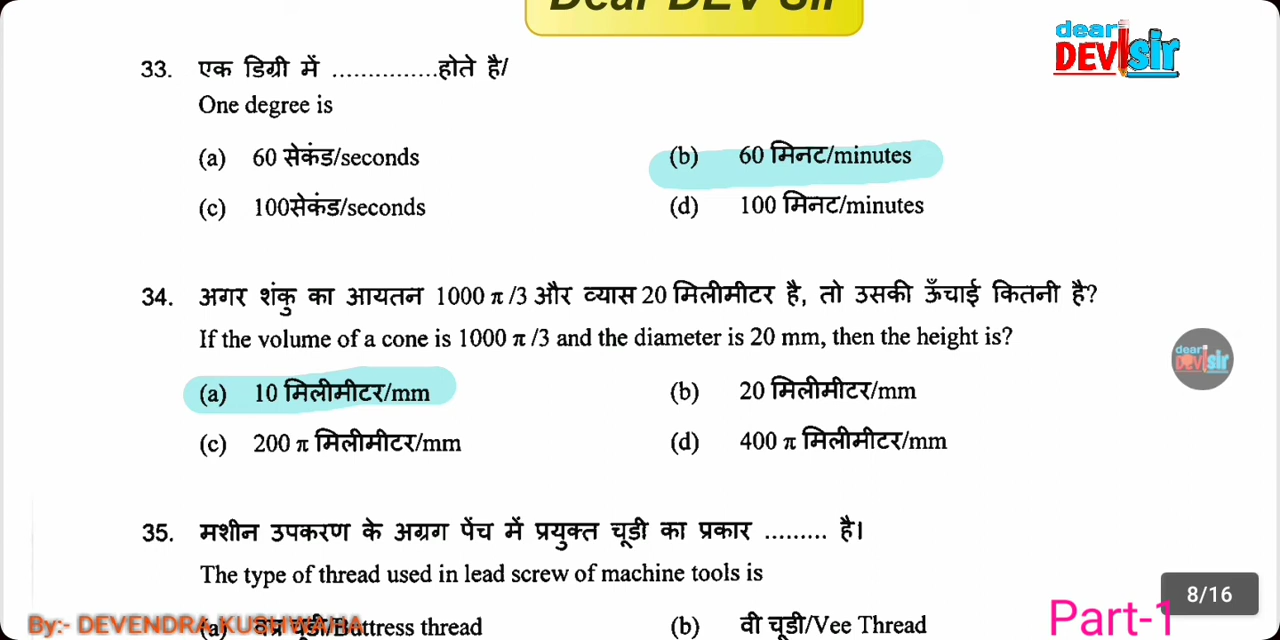 Dear DEV Sir
dear
DEV Sir
33. एक डिग्री में ...............होते है/
One degree is
(a) 60 सेकंड/seconds (b) 60 मिनट/minutes
(c) 100सेकंड/seconds (d) 100 मिनट/minutes
34. अगर शंकु का आयतन 1000 π /3 और व्यास 20 मिलीमीटर है, तो उसकी ऊँचाई कितनी है?
If the volume of a cone is 1000 π /3 and the diameter is 20 mm, then the height is?
dear
DEV Sir
(a) 10 मिलीमीटर/mm (b) 20 मिलीमीटर/mm
(c) 200 π मिलीमीटर/mm (d) 400 π मिलीमीटर/mm
35. मशीन उपकरण के अग्रग पेंच में प्रयुक्त चूडी का प्रकार ......... है।
The type of thread used in lead screw of machine tools is
8/16
Part-1
By:- DEVENDRA KUSHWAHA
(a) चूडी/Buttress thread (b) वी चूडी/Vee Thread